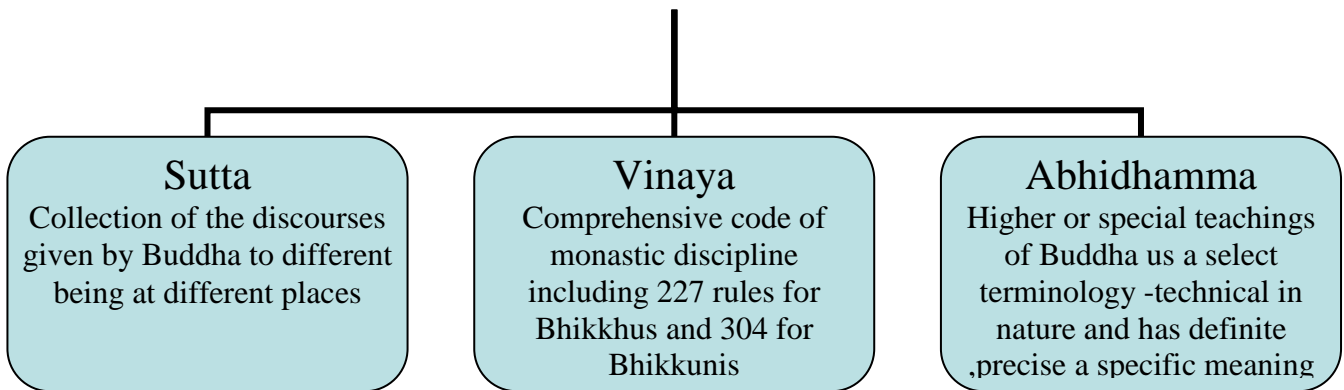 Sutta
Collection of the discourses
given by Buddha to different
being at different places
Vinaya
Comprehensive code of
monastic discipline
including 227 rules for
Bhikkhus and 304 for
Bhikkunis
Abhidhamma
Higher or special teachings
of Buddha us a select
terminology -technical in
nature and has definite
,precise a specific meaning